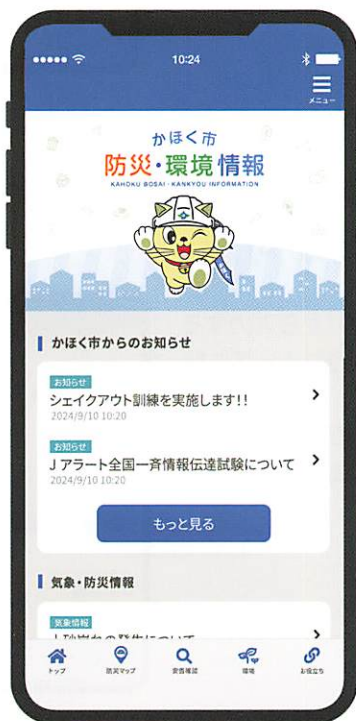 10:24
メニュー
かほく市
防災・環境情報
KAHOKU BOSAI・KANKYOU INFORMATION
かほく市からのお知らせ
お知らせ
シェイクアウト訓練を実施します!!
2024/9/10 10:20
お知らせ
Jアラート全国一斉情報伝達試験について
2024/9/10 10:20
もっと見る
気象・防災情報
気象情報
トップ
防災マップ
安否確認
環境
お役立ち